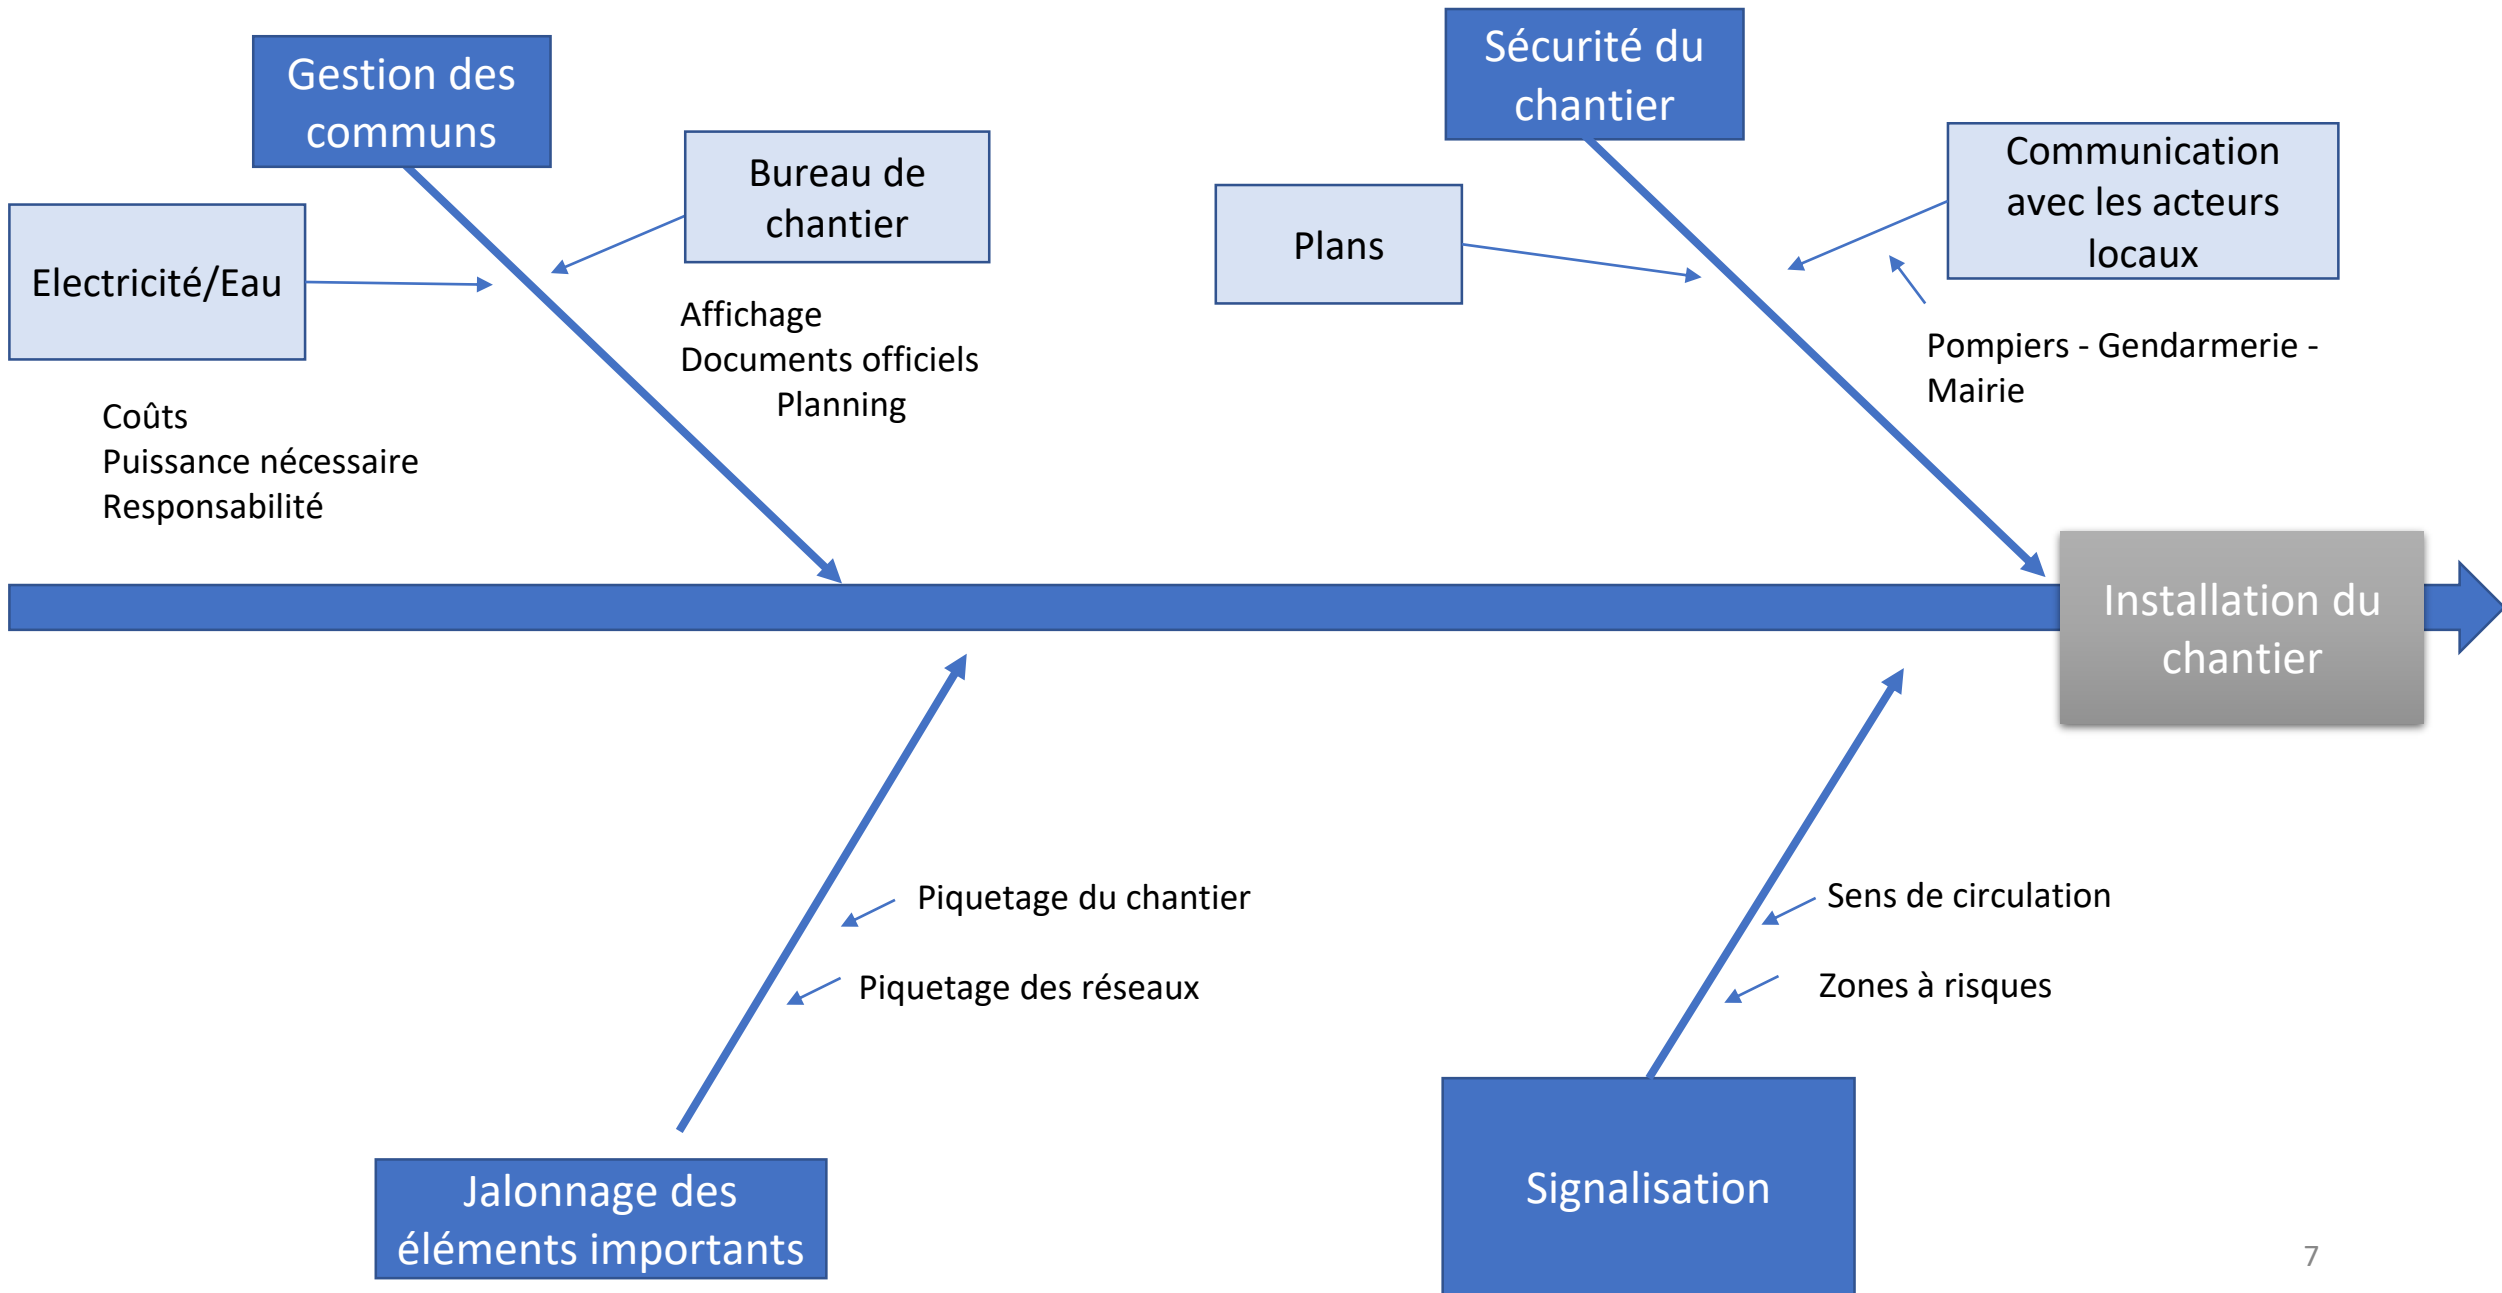 Gestion des
communs
Sécurité du
chantier
Bureau de
chantier
Communication
avec les acteurs
locaux
Electricité/Eau
Plans
Affichage
Documents officiels
Planning
Pompiers - Gendarmerie -
Mairie
Coûts
Puissance nécessaire
Responsabilité
Installation du
chantier
Piquetage du chantier
Piquetage des réseaux
Sens de circulation
Zones à risques
Jalonnage des
éléments importants
Signalisation
7